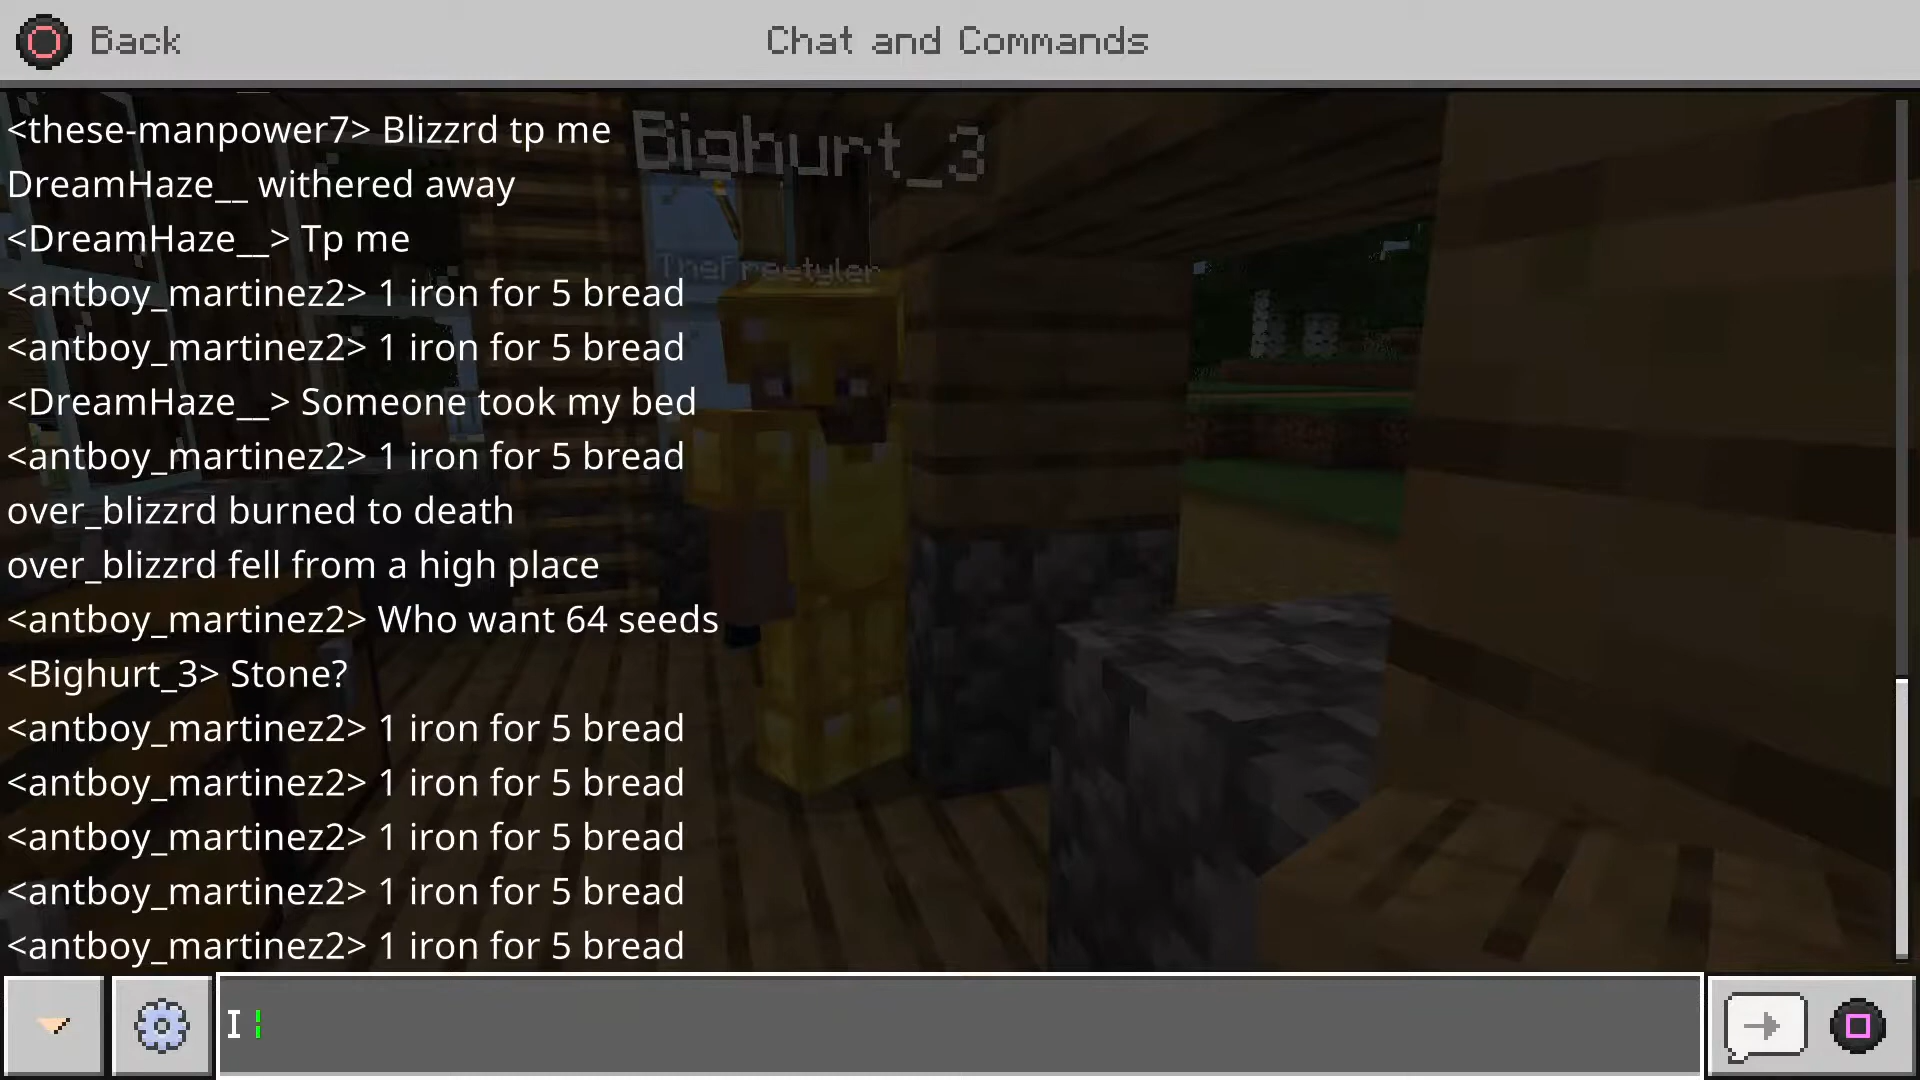 Back
Chat and Commands
<these-manpower7> Blizzrd tp me
Bighurt_3
DreamHaze__ withered away
<DreamHaze__> Tp me
TheFreetyler
<antboy_martinez2> 1 iron for 5 bread
<antboy_martinez2> 1 iron for 5 bread
<DreamHaze__> Someone took my bed
<antboy_martinez2> 1 iron for 5 bread
over_blizzrd burned to death
over_blizzrd fell from a high place
<antboy_martinez2> Who want 64 seeds
<Bighurt_3> Stone?
<antboy_martinez2> 1 iron for 5 bread
<antboy_martinez2> 1 iron for 5 bread
<antboy_martinez2> 1 iron for 5 bread
<antboy_martinez2> 1 iron for 5 bread
<antboy_martinez2> 1 iron for 5 bread
I